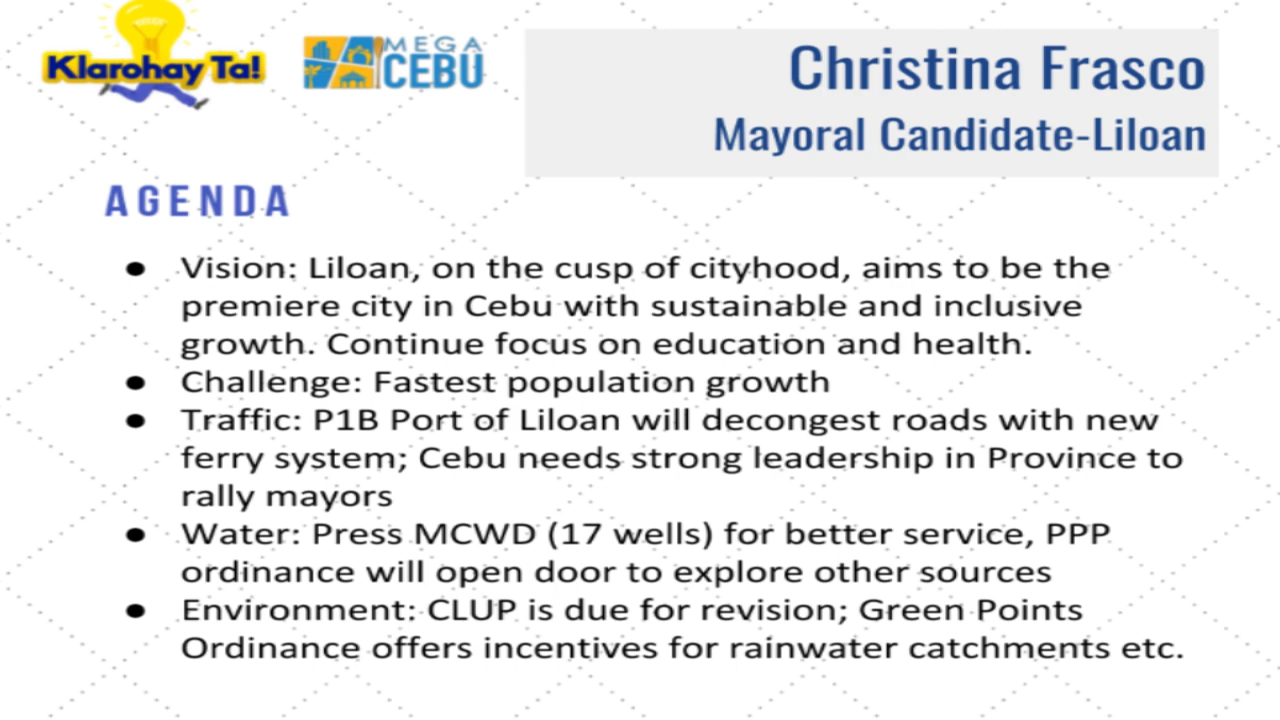 Klarohay Ta!
MEGA
CEBU
Christina Frasco
Mayoral Candidate-Liloan
AGENDA
● Vision: Liloan, on the cusp of cityhood, aims to be the
premiere city in Cebu with sustainable and inclusive
growth. Continue focus on education and health.
● Challenge: Fastest population growth
● Traffic: P1B Port of Liloan will decongest roads with new
ferry system; Cebu needs strong leadership in Province to
rally mayors
● Water: Press MCWD (17 wells) for better service, PPP
ordinance will open door to explore other sources
● Environment: CLUP is due for revision; Green Points
Ordinance offers incentives for rainwater catchments etc.